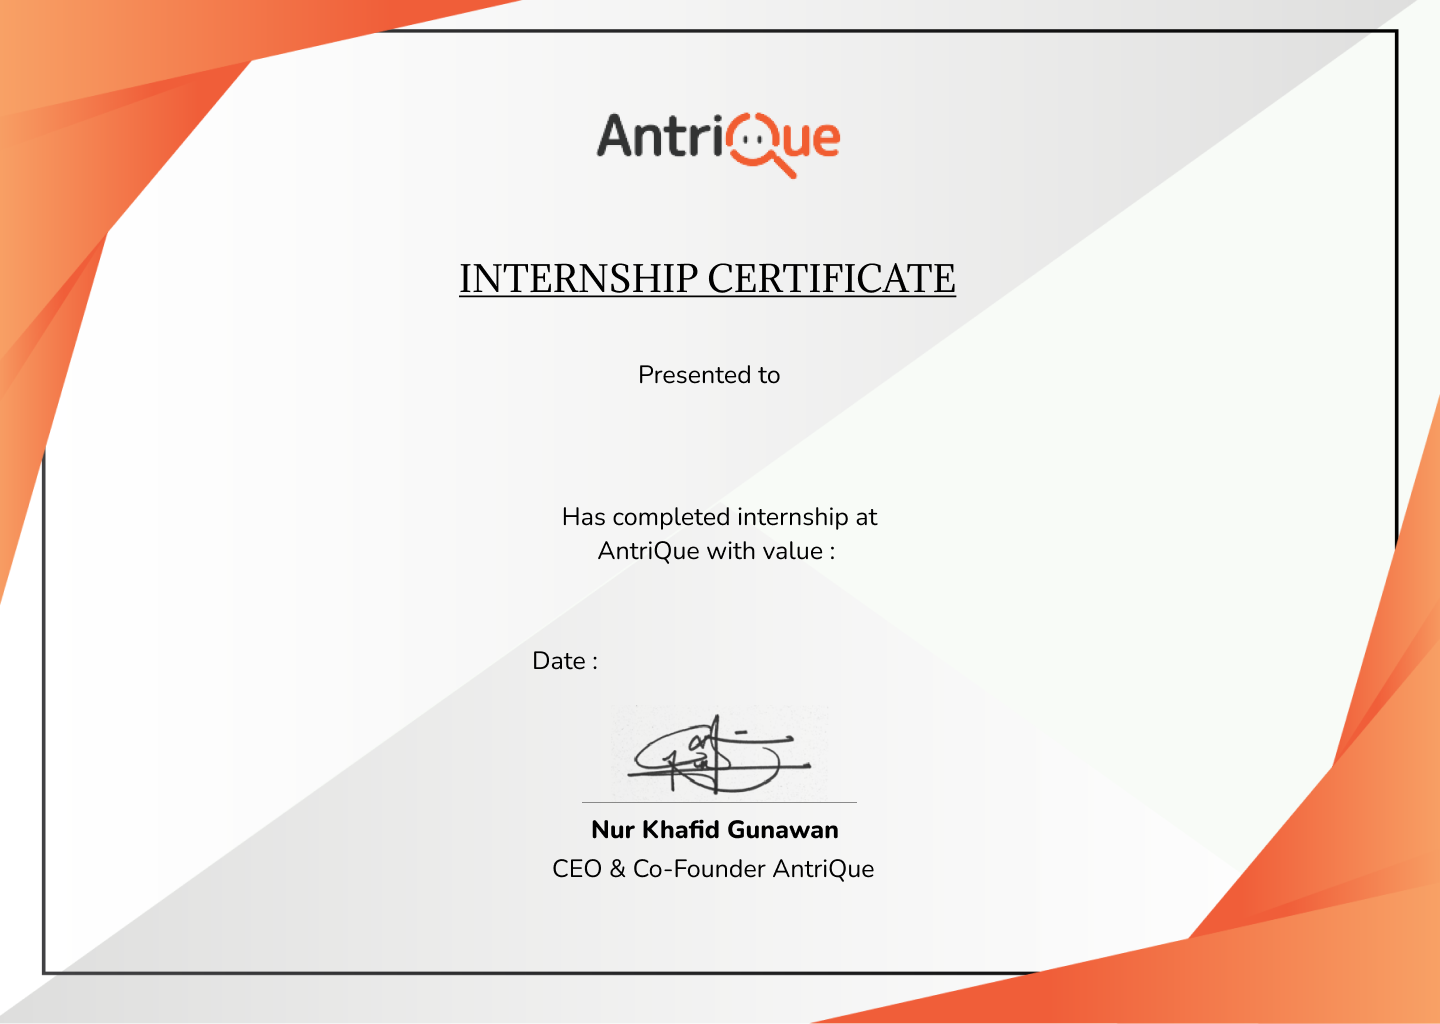 AntriQue
INTERNSHIP CERTIFICATE
Presented to
Has completed internship at
AntriQue with value :
Date :
Nur Khafid Gunawan
CEO & Co-Founder AntriQue